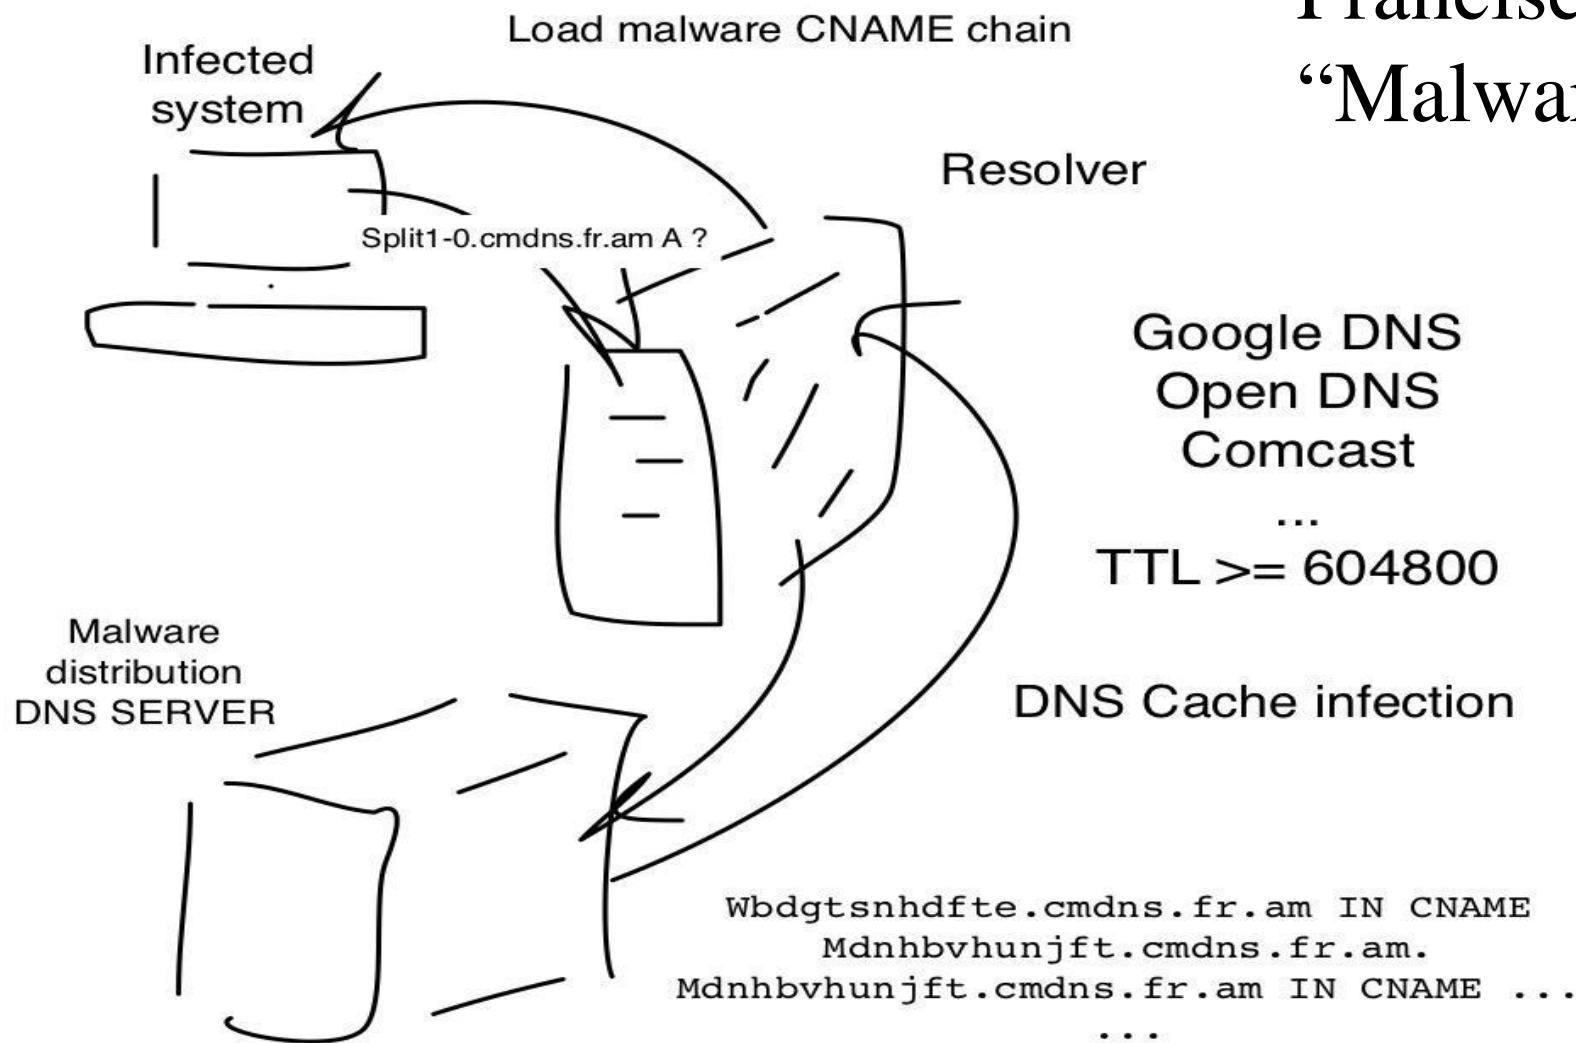 Load malware CNAME chain
Infected
system
“Malwar
Resolver
Split1-0.cmdns.fr.am A ?
Google DNS
Open DNS
Comcast
...
TTL >= 604800
Malware
distribution
DNS SERVER
DNS Cache infection
Wbdgtsnhdfte.cmdns.fr.am IN CNAME
Mdnhbvhunjft.cmdns.fr.am.
Mdnhbvhunjft.cmdns.fr.am IN CNAME ...
...